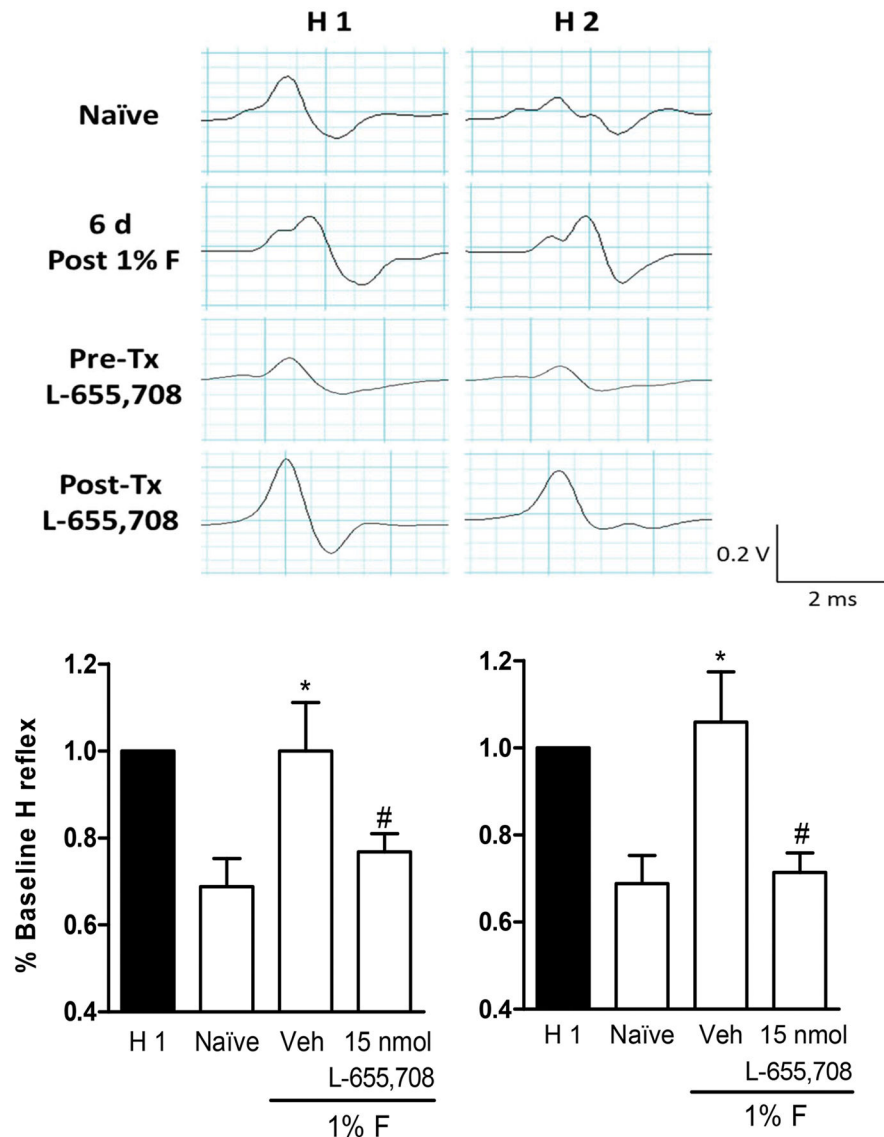 H 1 H 2
Naïve
6 d
Post 1% F
Pre-Tx
L-655,708
Post-Tx
L-655,708
0.2 V
2 ms
% Baseline H reflex
1.2
1.0
0.8
0.6
0.4
*
#
H 1 Naïve Veh 15 nmol
L-655,708
1% F
1.2
1.0
0.8
0.6
0.4
*
#
H 1 Naïve Veh 15 nmol
L-655,708
1% F